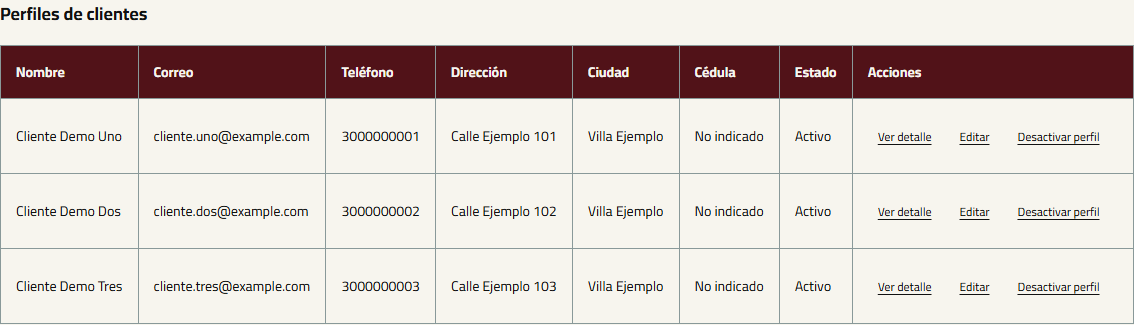 Perfiles de clientes
Nombre Correo Teléfono Dirección Ciudad Cédula Estado Acciones
Cliente Demo Uno cliente.uno@example.com 3000000001 Calle Ejemplo 101 Villa Ejemplo No indicado Activo Ver detalle Editar Desactivar perfil
Cliente Demo Dos cliente.dos@example.com 3000000002 Calle Ejemplo 102 Villa Ejemplo No indicado Activo Ver detalle Editar Desactivar perfil
Cliente Demo Tres cliente.tres@example.com 3000000003 Calle Ejemplo 103 Villa Ejemplo No indicado Activo Ver detalle Editar Desactivar perfil